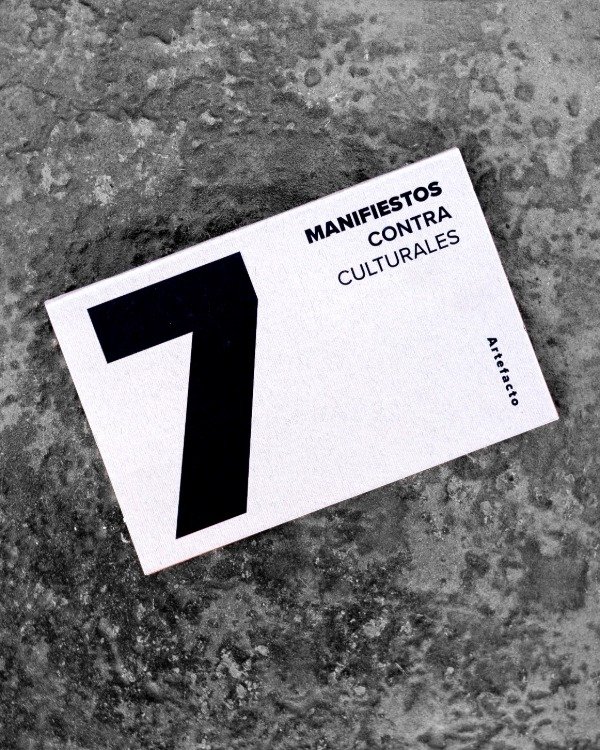 7
MANIFIESTOS
CONTRA
CULTURALES
Artefacto